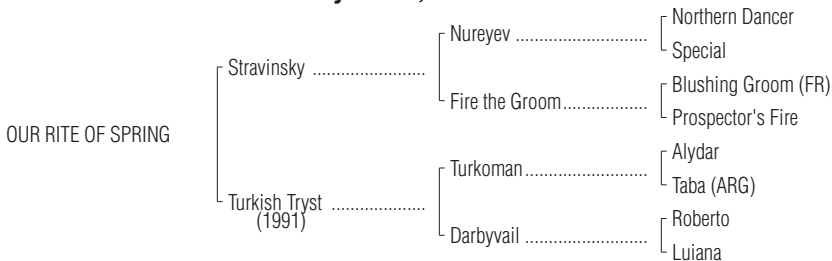 Northern Dancer
Nureyev
Special
Stravinsky
Blushing Groom (FR)
Fire the Groom
Prospector's Fire
OUR RITE OF SPRING
Alydar
Turkoman
Taba (ARG)
Turkish Tryst
(1991)
Roberto
Darbyvail
Luiana